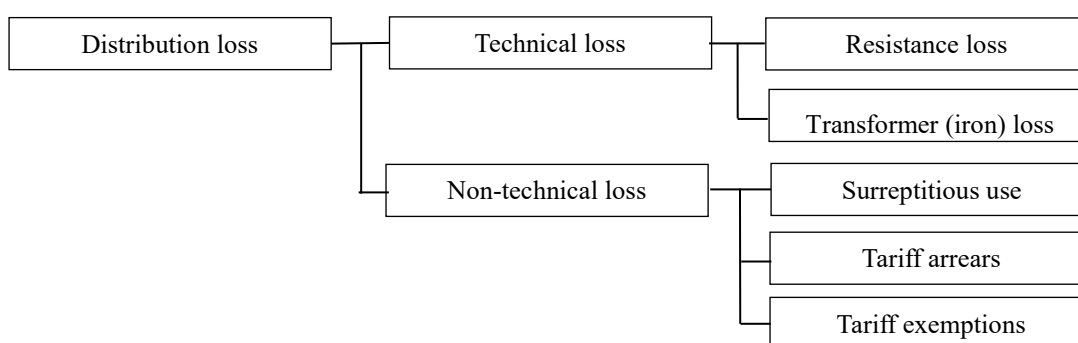 Distribution loss
Technical loss
Resistance loss
Transformer (iron) loss
Non-technical loss
Surreptitious use
Tariff arrears
Tariff exemptions